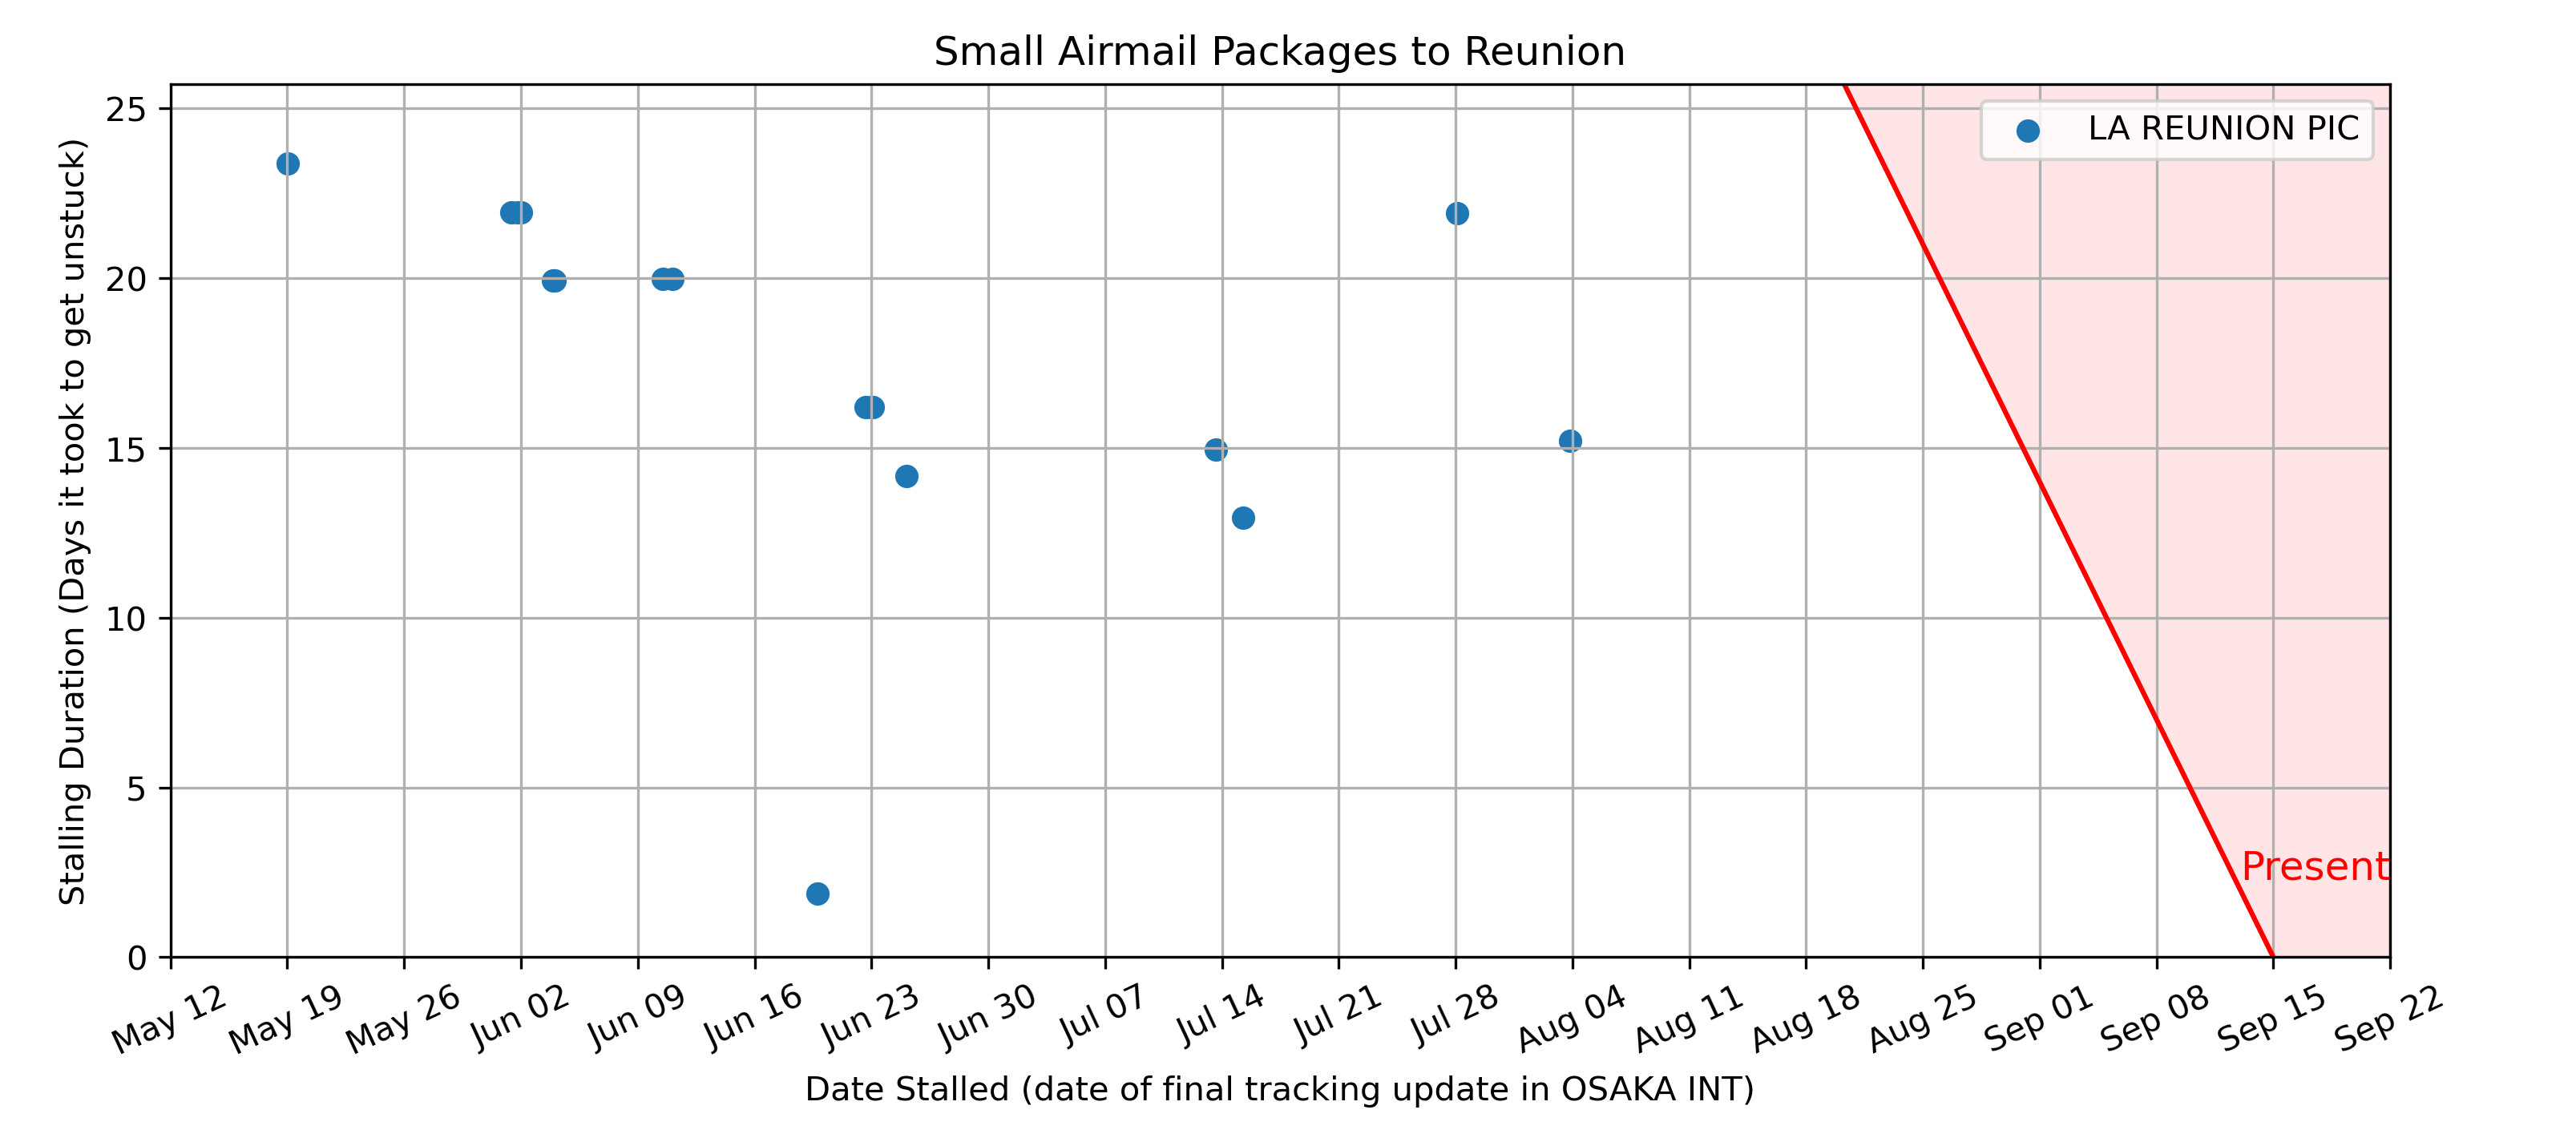 Small Airmail Packages to Reunion
LA REUNION PIC
Stalling Duration (Days it took to get unstuck)
25
20
15
10
5
0
Present
May 12
May 19
May 26
Jun 02
Jun 09
Jun 16
Jun 23
Jun 30
Jul 07
Jul 14
Jul 21
Jul 28
Aug 04
Aug 11
Aug 18
Aug 25
Sep 01
Sep 08
Sep 15
Sep 22
Date Stalled (date of final tracking update in OSAKA INT)